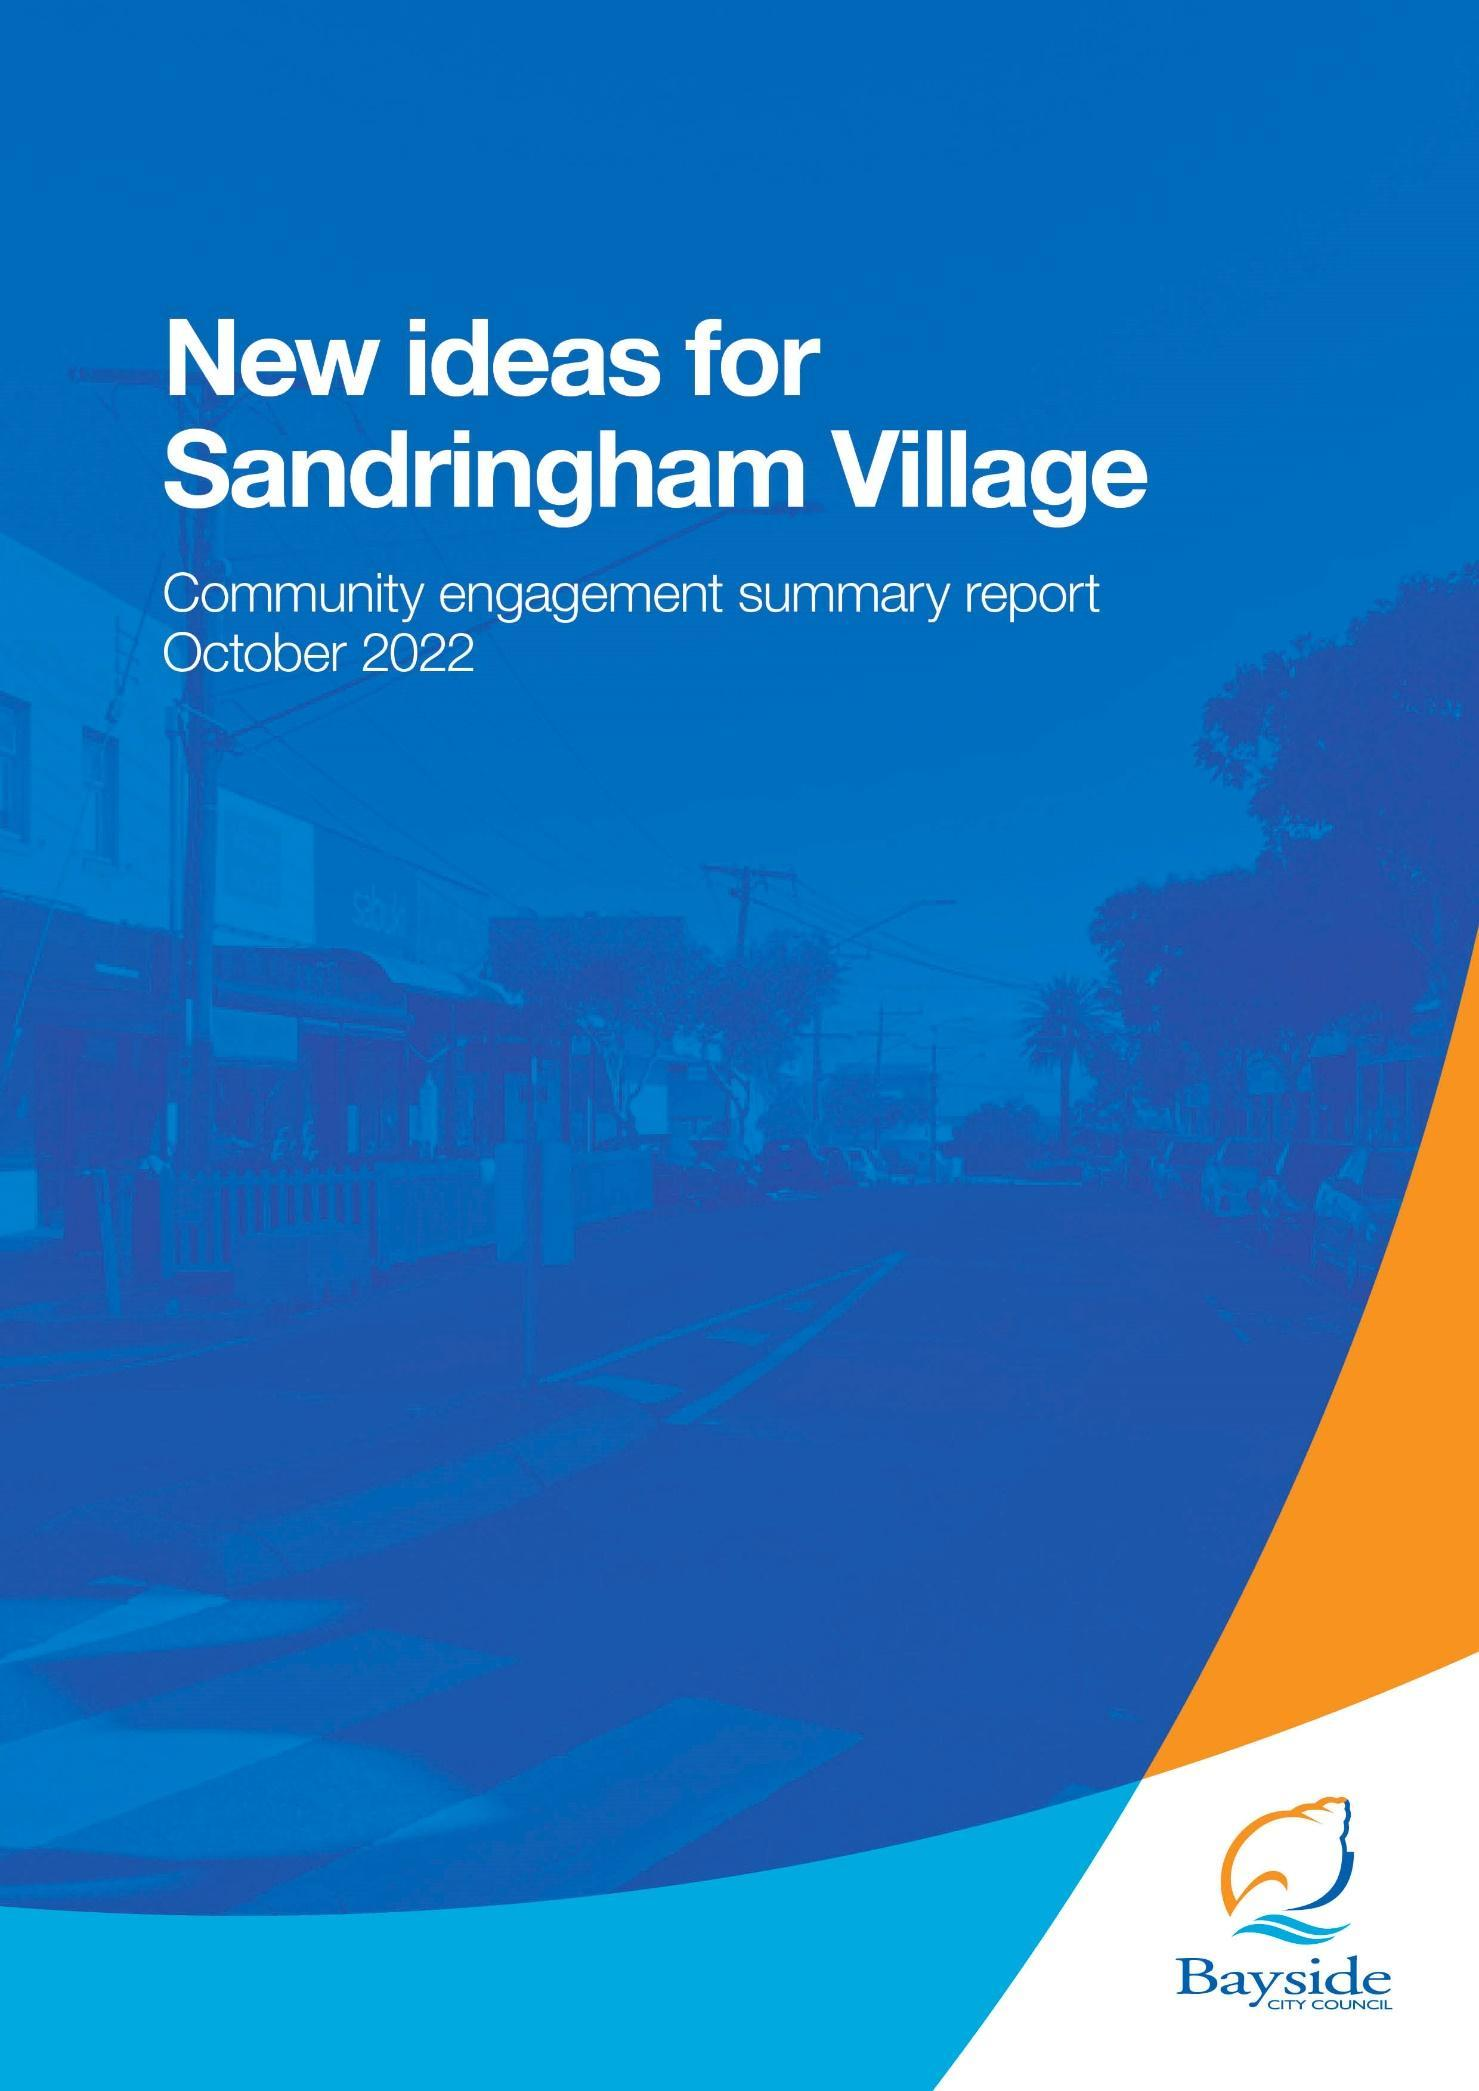 New ideas for
Sandringham Village
Community engagement summary report
October 2022
Bayside
CITY COUNCIL